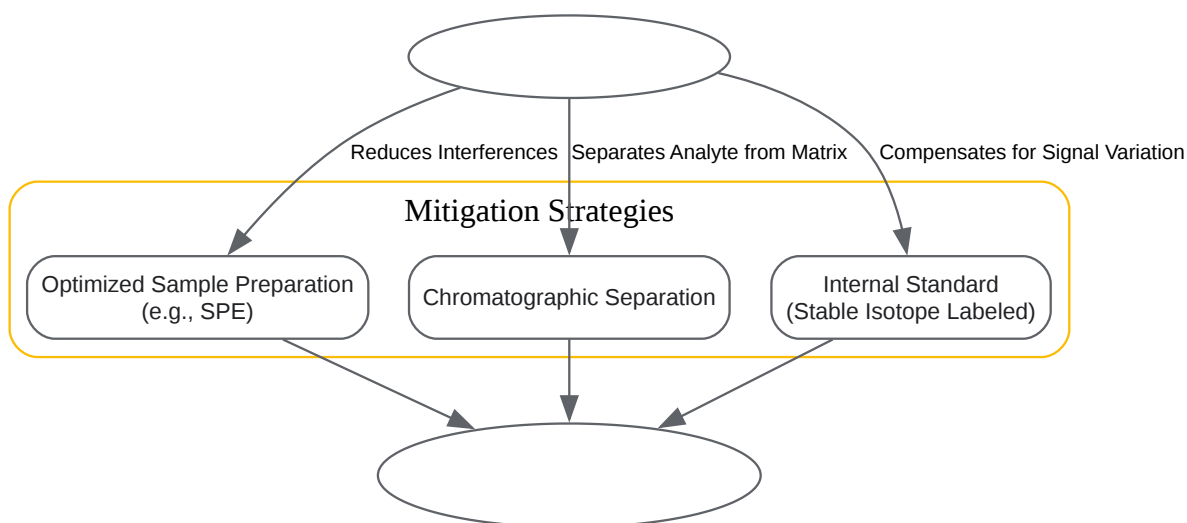 Reduces Interferences
Separates Analyte from Matrix
Compensates for Signal Variation
Mitigation Strategies
Optimized Sample Preparation
(e.g., SPE)
Chromatographic Separation
Internal Standard
(Stable Isotope Labeled)